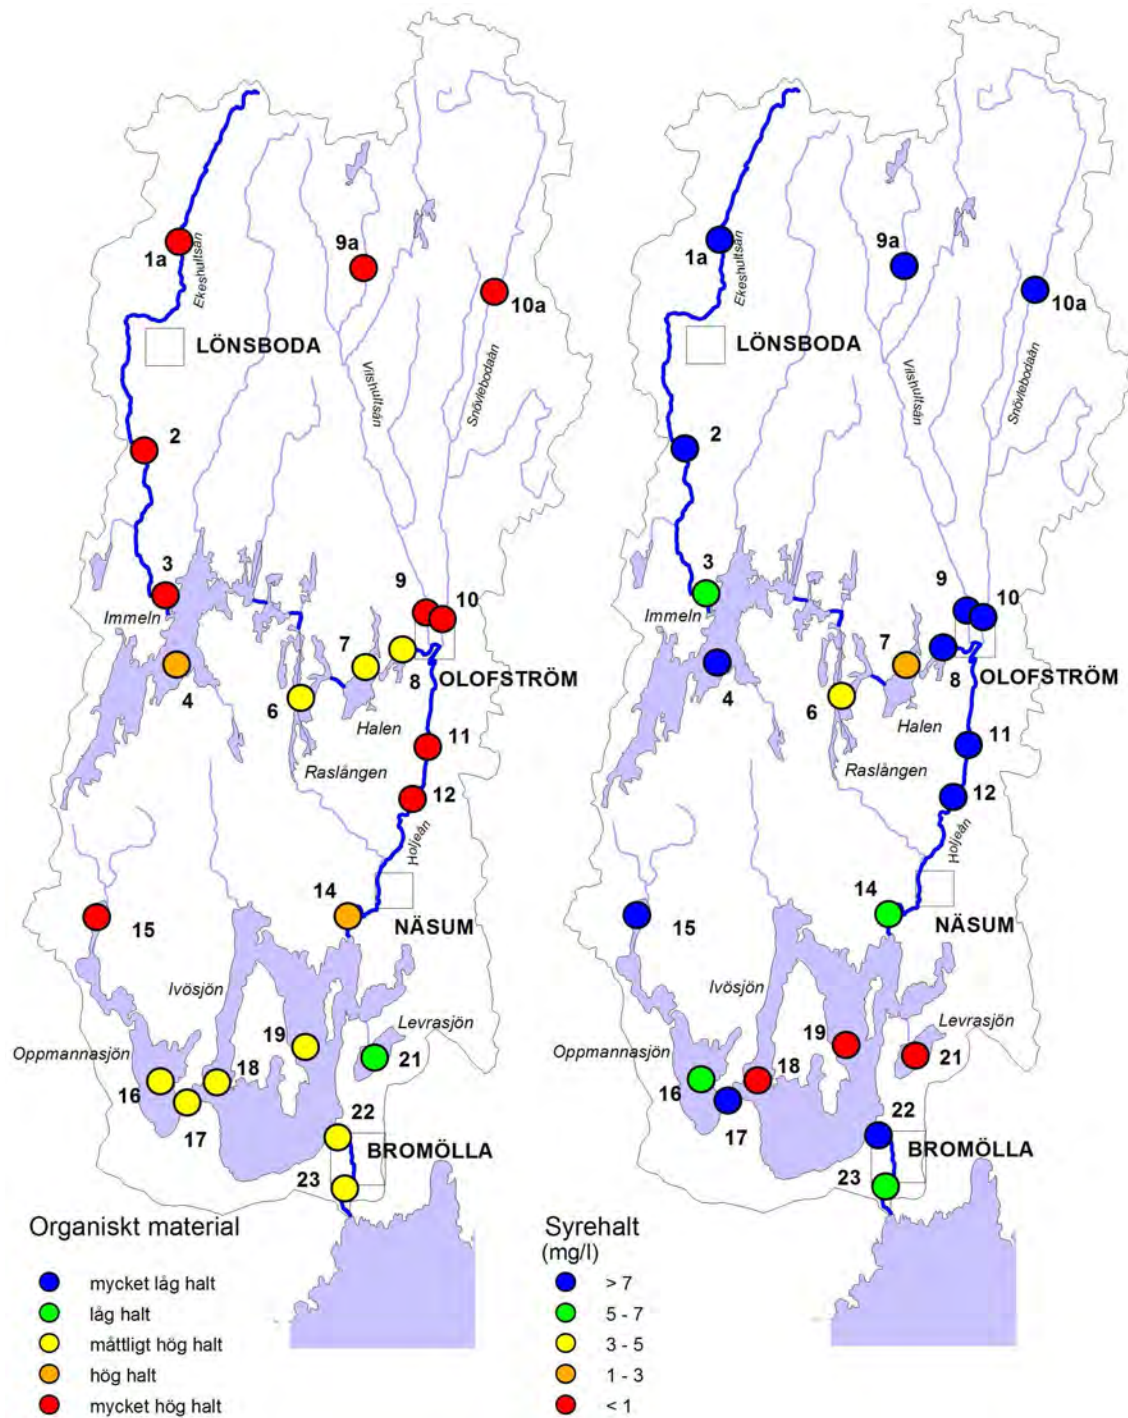 1a
Ekeshultsån
9a
10a
LÖNSBODA
Vilshultsån
Snövlebodaån
2
3
Immeln
4
9
10
7
8
OLOFSTRÖM
6
Halen
11
Raslången
12
Holjeån
14
NÄSUM
15
Ivösjön
19
Levrasjön
Oppmannasjön
18
21
16
17
22
BROMÖLLA
23
Organiskt material
mycket låg halt
låg halt
måttligt hög halt
hög halt
mycket hög halt
1a
Ekeshultsån
9a
10a
LÖNSBODA
Vilshultsån
Snövlebodaån
2
3
Immeln
4
9
10
7
8
OLOFSTRÖM
6
Halen
11
Raslången
12
Holjeån
14
NÄSUM
15
Ivösjön
19
Levrasjön
Oppmannasjön
18
21
16
17
22
BROMÖLLA
23
Syrehalt
(mg/l)
> 7
5 - 7
3 - 5
1 - 3
< 1